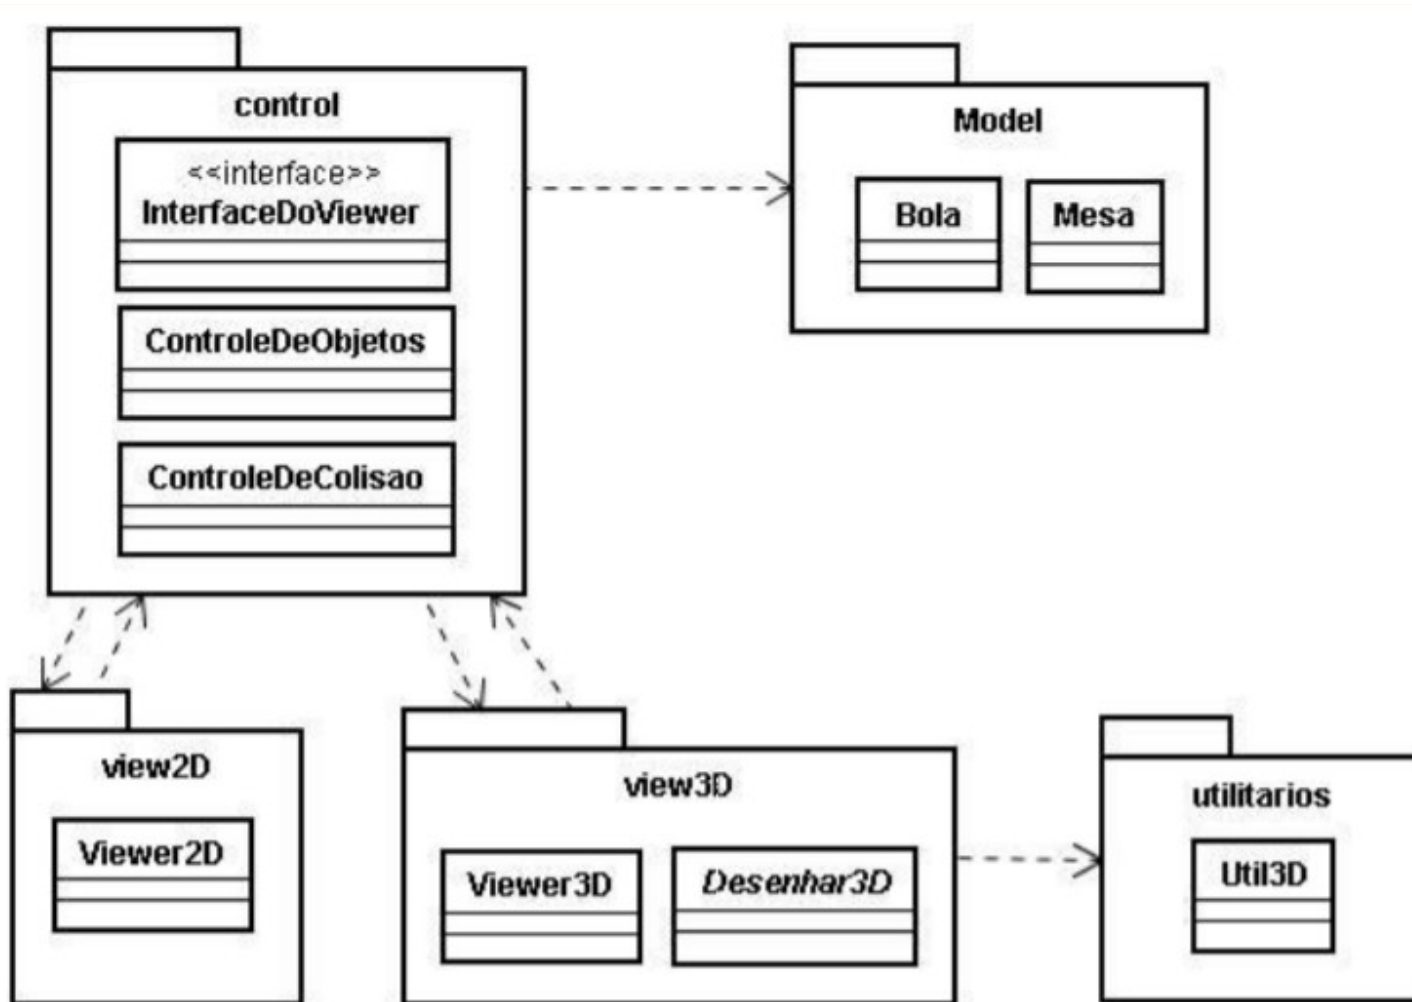 control
<<interface>>
InterfaceDoViewer
ControleDeObjetos
ControleDeColisao
Model
Bola
Mesa
view2D
Viewer2D
view3D
Viewer3D
Desenhar3D
utilitarios
Util3D